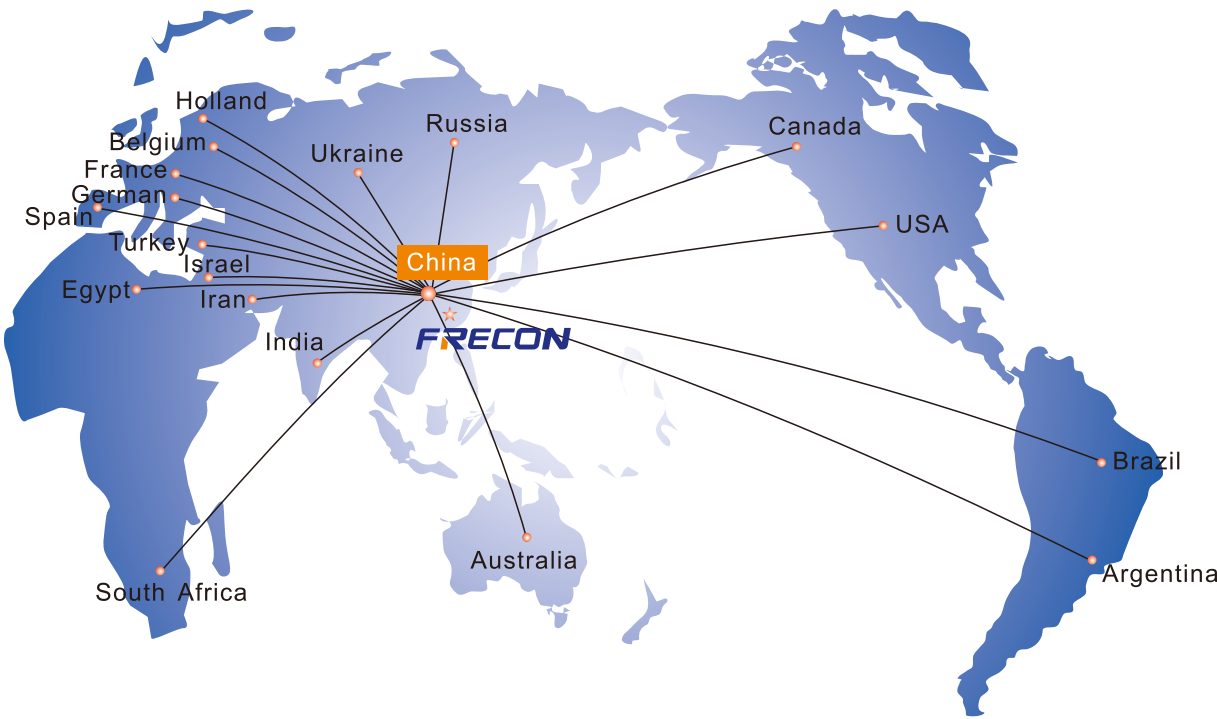 Holland
Russia
Canada
Belgium
Ukraine
France
German
Spain
USA
Turkey
Israel
China
Egypt
Iran
India
FRECON
Brazil
Australia
Argentina
South Africa